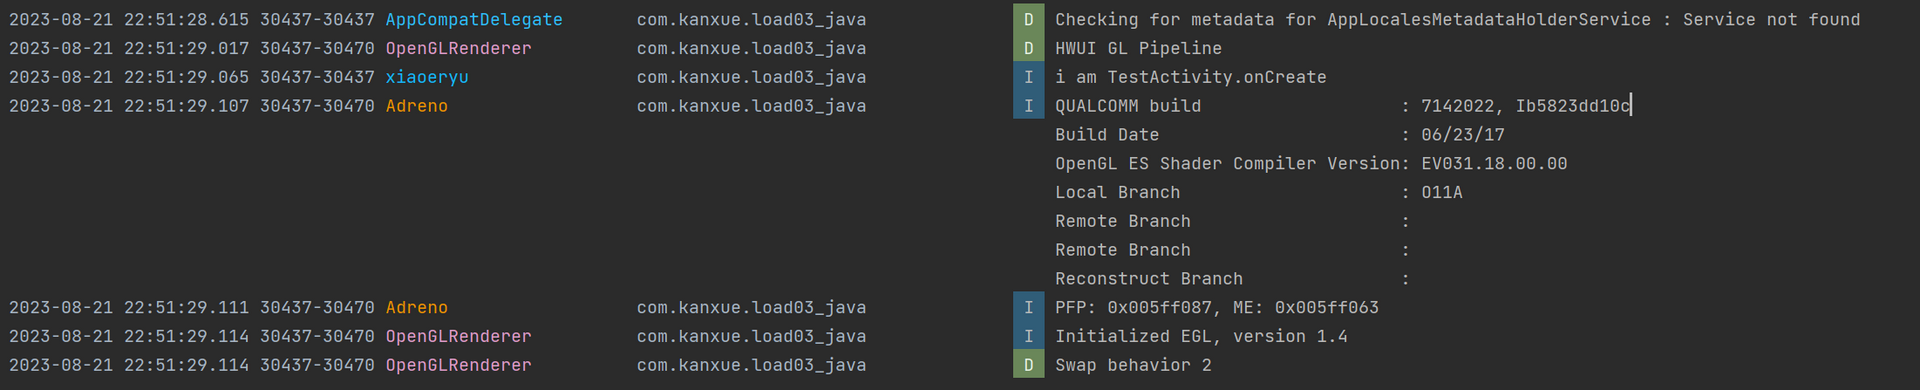 2023-08-21 22:51:28.615 30437-30437 AppCompatDelegate com.kanxue.load03_java D Checking for metadata for AppLocalesMetadataHolderService : Service not found
2023-08-21 22:51:29.017 30437-30470 OpenGLRenderer com.kanxue.load03_java D HWUI GL Pipeline
2023-08-21 22:51:29.065 30437-30437 xiaoeryu com.kanxue.load03_java I i am TestActivity.onCreate
2023-08-21 22:51:29.107 30437-30470 Adreno com.kanxue.load03_java I QUALCOMM build : 7142022, Ib5823dd10c
Build Date : 06/23/17
OpenGL ES Shader Compiler Version: EV031.18.00.00
Local Branch : O11A
Remote Branch :
Remote Branch :
Reconstruct Branch :
2023-08-21 22:51:29.111 30437-30470 Adreno com.kanxue.load03_java I PFP: 0x005ff087, ME: 0x005ff063
2023-08-21 22:51:29.114 30437-30470 OpenGLRenderer com.kanxue.load03_java I Initialized EGL, version 1.4
2023-08-21 22:51:29.114 30437-30470 OpenGLRenderer com.kanxue.load03_java D Swap behavior 2